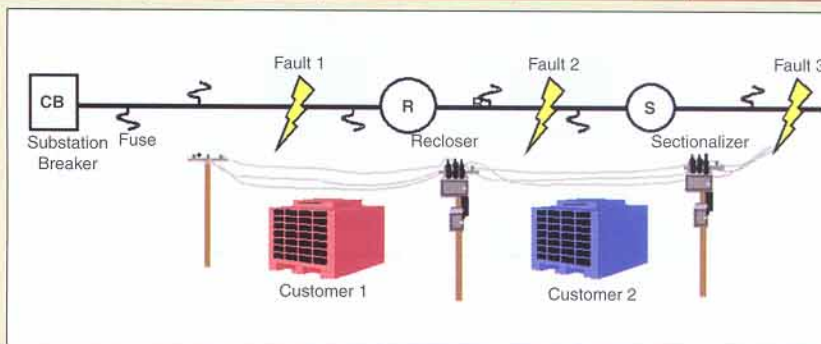 Fault 1
Fault 2
Fault 3
CB
R
S
Substation
Breaker
Fuse
Recloser
Sectionalizer
Customer 1
Customer 2